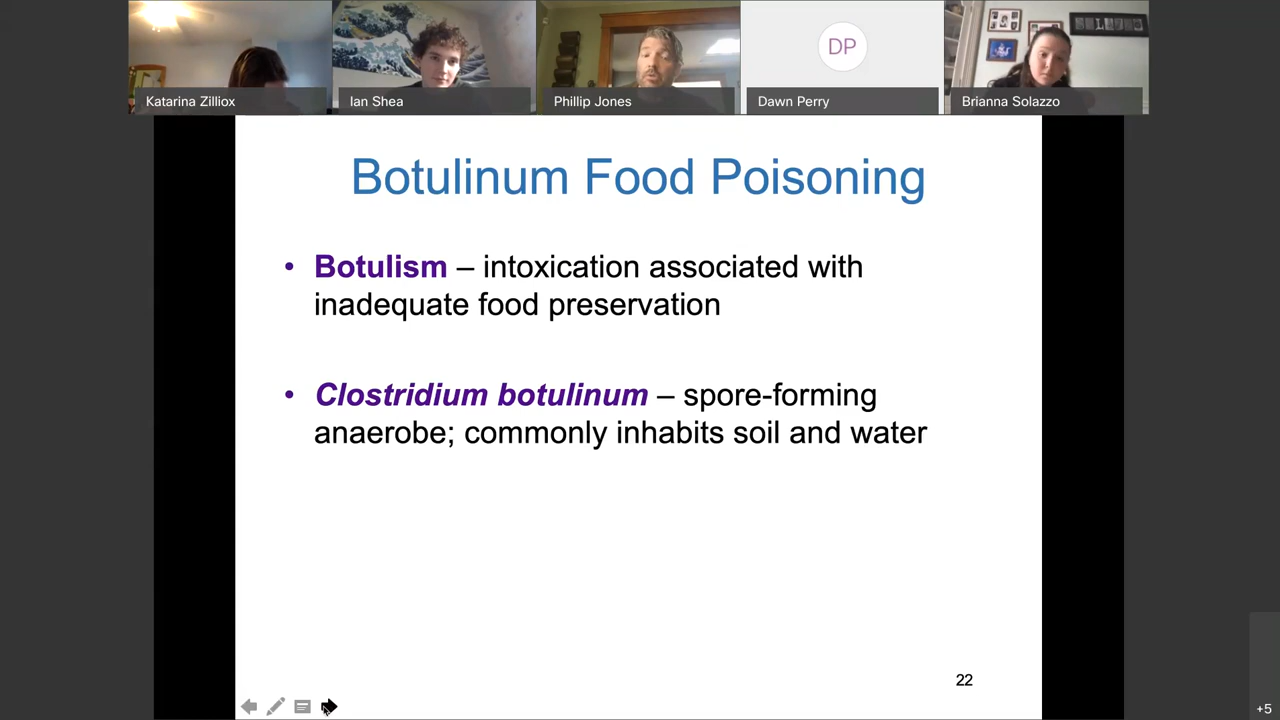 DP
Katarina Zilliox
Ian Shea
Phillip Jones
Dawn Perry
Brianna Solazzo
Botulinum Food Poisoning
• Botulism – intoxication associated with
inadequate food preservation
• Clostridium botulinum – spore-forming
anaerobe; commonly inhabits soil and water
22
+5